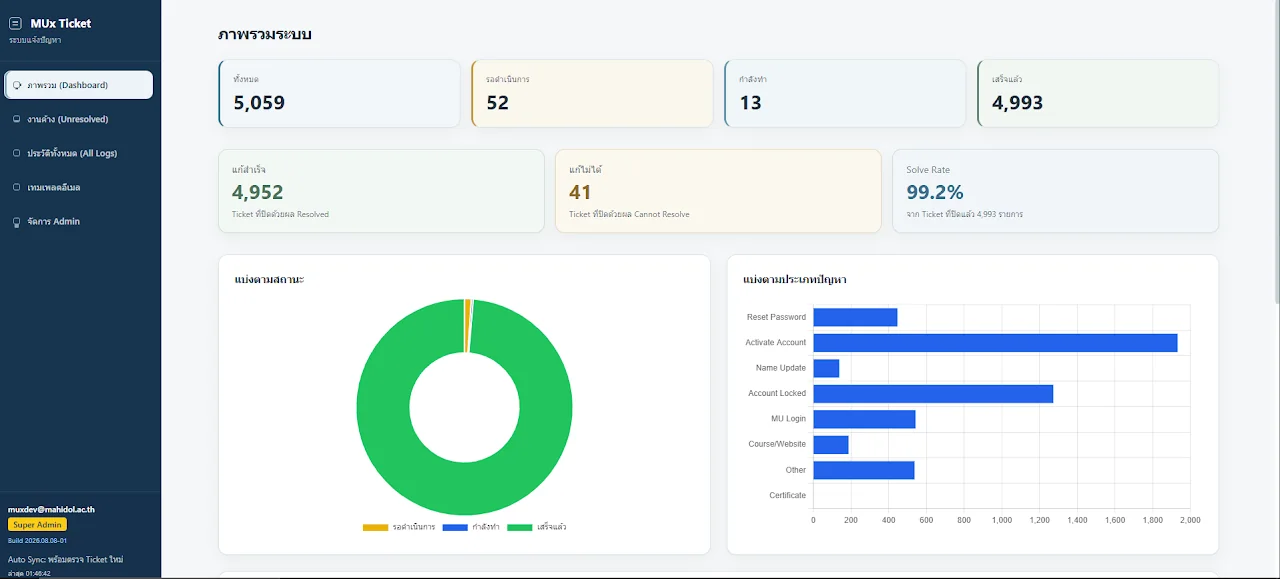 MUx Ticket
ระบบแจ้งปัญหา
ภาพรวม (Dashboard)
งานค้าง (Unresolved)
ประวัติทั้งหมด (All Logs)
เทมเพลตอีเมล
จัดการ Admin
muxdev@mahidol.ac.th
Super Admin
Build 2026.08.08-01
Auto Sync: พร้อมตรวจ Ticket ใหม่
ล่าสุด 01:46:42
ภาพรวมระบบ
ทั้งหมด
5,059
รอดำเนินการ
52
กำลังทำ
13
เสร็จแล้ว
4,993
แก้สำเร็จ
4,952
Ticket ที่ปิดด้วยผล Resolved
แก้ไม่ได้
41
Ticket ที่ปิดด้วยผล Cannot Resolve
Solve Rate
99.2%
จาก Ticket ที่ปิดแล้ว 4,993 รายการ
แบ่งตามสถานะ
รอดำเนินการ กำลังทำ เสร็จแล้ว
แบ่งตามประเภทปัญหา
Reset Password
Activate Account
Name Update
Account Locked
MU Login
Course/Website
Other
Certificate
0 200 400 600 800 1,000 1,200 1,400 1,600 1,800 2,000